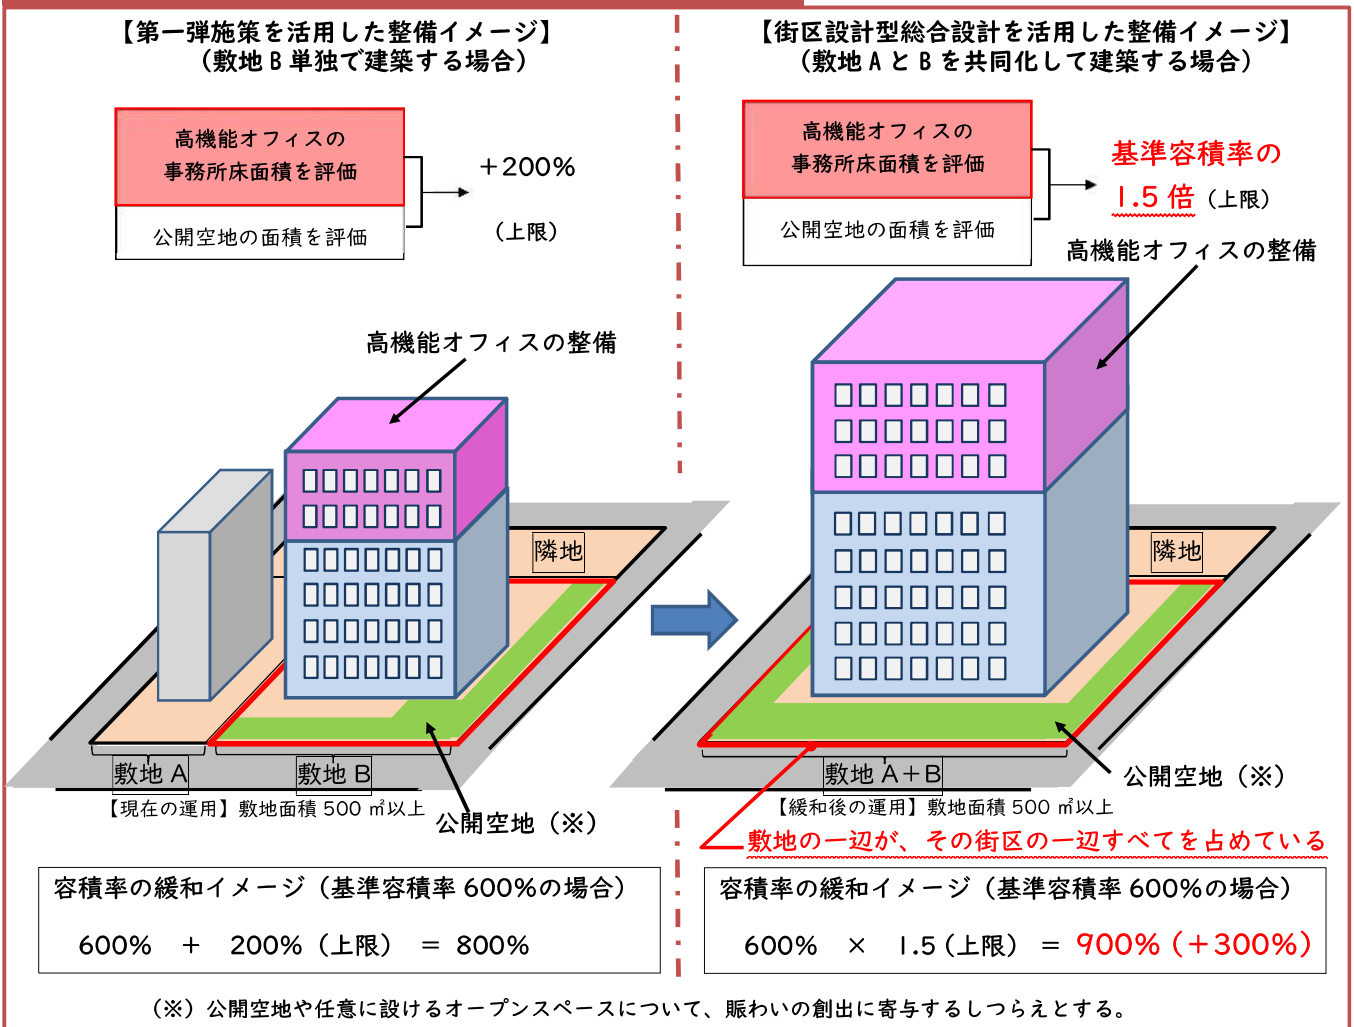 【第一弾施策を活用した整備イメージ】
（敷地 B 単独で建築する場合）
高機能オフィスの
事務所床面積を評価
公開空地の面積を評価
+200%
（上限）
高機能オフィスの整備
隣地
敷地 A
敷地 B
【現在の運用】敷地面積 500 ㎡以上
公開空地（※）
容積率の緩和イメージ（基準容積率 600%の場合）
600% + 200%（上限） = 800%
【街区設計型総合設計を活用した整備イメージ】
（敷地 A と B を共同化して建築する場合）
高機能オフィスの
事務所床面積を評価
公開空地の面積を評価
基準容積率の
1.5 倍（上限）
高機能オフィスの整備
隣地
敷地 A+B
公開空地（※）
【緩和後の運用】敷地面積 500 ㎡以上
敷地の一辺が、その街区の一辺すべてを占めている
容積率の緩和イメージ（基準容積率 600%の場合）
600% × 1.5（上限） = 900%（+300%）
（※）公開空地や任意に設けるオープンスペースについて、賑わいの創出に寄与するしつらえとする。